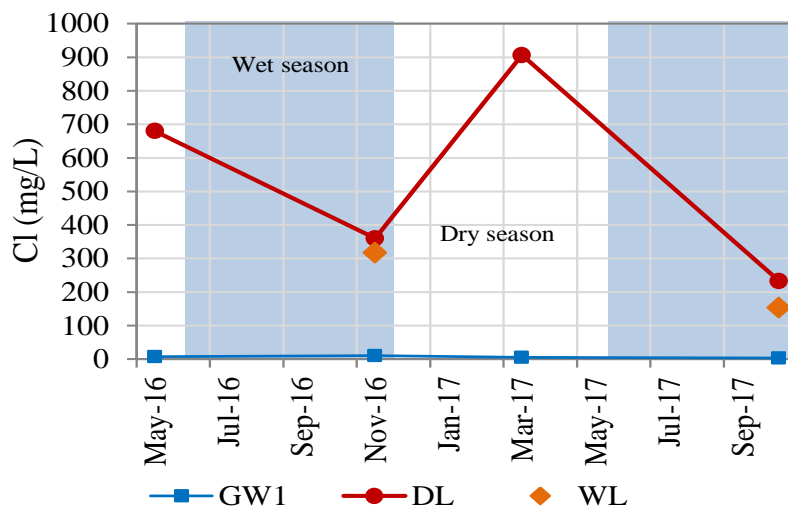 Cl (mg/L)
1000
900
800
700
600
500
400
300
200
100
0
Wet season
Dry season
May-16
Jul-16
Sep-16
Nov-16
Jan-17
Mar-17
May-17
Jul-17
Sep-17
GW1 DL WL